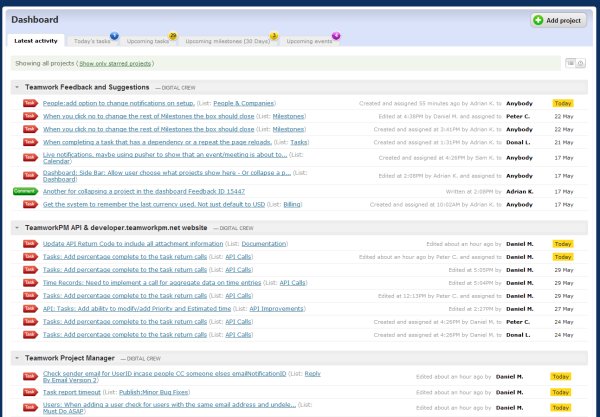 Dashboard
Add project
Latest activity
Today's tasks
1
Upcoming tasks
29
Upcoming milestones (30 Days)
3
Upcoming events
4
Showing all projects (Show only starred projects)
Teamwork Feedback and Suggestions — DIGITAL CREW
Task People:add option to change notifications on setup. (List: People & Companies) Created and assigned 55 minutes ago by Adrian K. to Anybody Today
Task When you click no to change the rest of Milestones the box should close (List: Milestones) Edited at 4:28PM by Daniel M. and assigned to Peter C. 22 May
Task When you click no to change the rest of Milestones the box should close (List: Milestones) Created and assigned at 2:41PM by Adrian K. to Anybody 22 May
Task When completing a task that has a dependency or a repeat the page reloads. (List: Tasks) Created and assigned at 1:31PM by Adrian K. to Donal L. 21 May
Task Live notifications, maybe using pusher to show that an event/meeting is about to... (List: Created and assigned at 4:26PM by Sam K. to Anybody 17 May
Calendar)
Task Dashboard: Side Bar: Allow user choose what projects show here - Or collapse a p... (List: Edited at 2:08PM by Adrian K. and assigned to Anybody 17 May
Dashboard)
Comment Another for collapsing a project in the dashboard Feedback ID 15447 Written at 2:08PM by Adrian K. 17 May
Task Get the system to remember the last currency used. Not just default to USD (List: Billing) Created and assigned at 10:02AM by Adrian K. to Anybody 17 May
TeamworkPM API & developer.teamworkpm.net website — DIGITAL CREW
Task Update API Return Code to include all attachment information (List: Documentation) Edited about an hour ago by Daniel M. Today
Task Tasks: Add percentage complete to the task return calls (List: API Calls) Edited about an hour ago by Peter C. and assigned to Daniel M. Today
Task Tasks: Add percentage complete to the task return calls (List: API Calls) Edited at 5:05PM by Daniel M. 29 May
Task Time Records: Need to implement a call for aggregate data on time entries (List: API Calls) Edited at 5:04PM by Daniel M. 29 May
Task Tasks: Add percentage complete to the task return calls (List: API Calls) Edited at 12:13PM by Peter C. and assigned to Daniel M. 28 May
Task API: Tasks: Add ability to modify/add Priority and Estimated time (List: API Improvements) Edited at 2:27PM by Daniel M. 27 May
Task Tasks: Add percentage complete to the task return calls (List: API Calls) Created and assigned at 4:25PM by Daniel M. to Peter C. 24 May
Task Tasks: Add percentage complete to the task return calls (List: API Calls) Created and assigned at 4:25PM by Daniel M. to Donal L. 24 May
Teamwork Project Manager — DIGITAL CREW
Task Check sender email for UserID incase people CC someone elses emailNotificationID (List: Reply Edited about an hour ago by Daniel M. Today
By Email Version 2)
Task Task report timeout (List: Publish:Minor Bug Fixes) Edited about an hour ago by Daniel M. Today
Task Users: When adding a user check for users with the same email address and undele... (List: Edited about an hour ago by Daniel M. Today
Must Do ASAP)